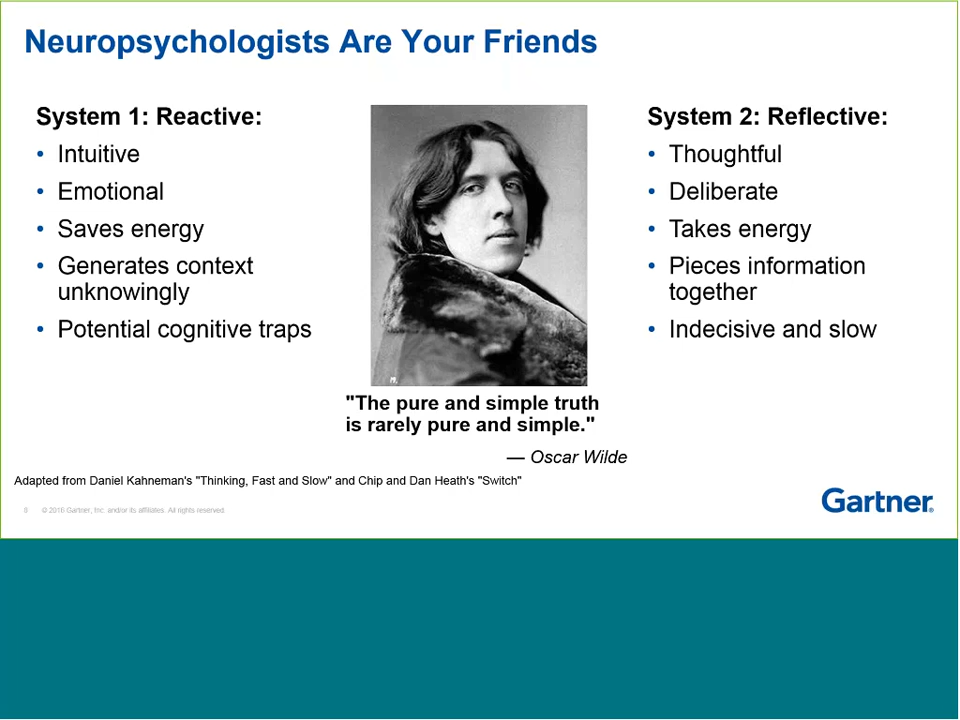 Neuropsychologists Are Your Friends
System 1: Reactive:
• Intuitive
• Emotional
• Saves energy
• Generates context
unknowingly
• Potential cognitive traps
M.
"The pure and simple truth
is rarely pure and simple."
— Oscar Wilde
System 2: Reflective:
• Thoughtful
• Deliberate
• Takes energy
• Pieces information
together
• Indecisive and slow
Adapted from Daniel Kahneman's "Thinking, Fast and Slow" and Chip and Dan Heath's "Switch"
© 2016 Gartner, Inc. and/or its affiliates. All rights reserved.
Gartner®